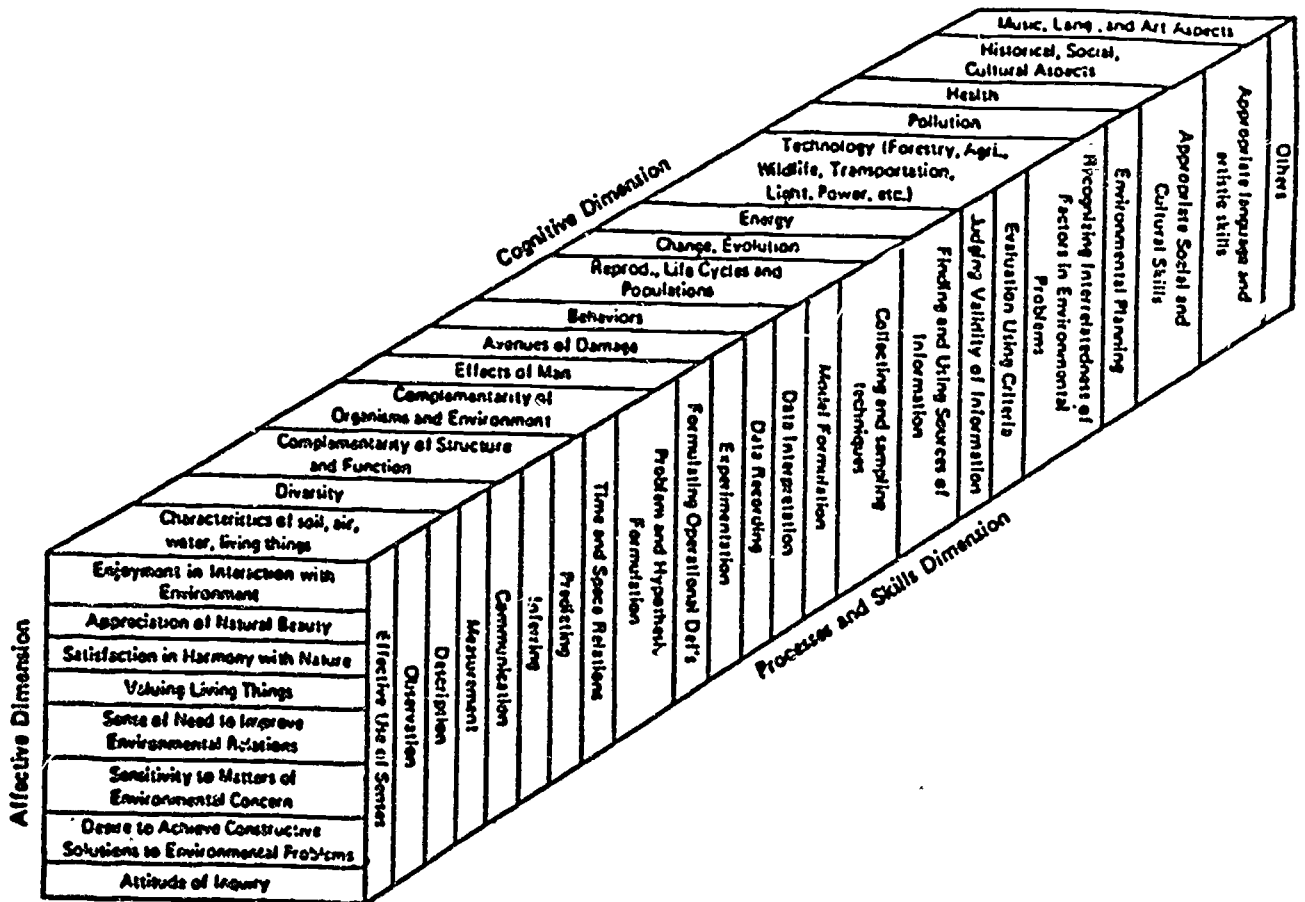 Music, Lang., and Art Aspects
Historical, Social,
Cultural Aspects
Health
Pollution
Technology (Forestry, Agri.,
Wildlife, Transportation,
Light, Power, etc.)
Energy
Change, Evolution
Reprod., Life Cycles and
Populations
Behaviors
Avenues of Damage
Effects of Man
Complementarity of
Organisms and Environment
Complementarity of Structure
and Function
Diversity
Characteristics of soil, air,
water, living things
Cognitive Dimension
Affective Dimension
Enjoyment in Interaction with
Environment
Appreciation of Natural Beauty
Satisfaction in Harmony with Nature
Valuing Living Things
Sense of Need to Improve
Environmental Relations
Sensitivity to Matters of
Environmental Concern
Desire to Achieve Constructive
Solutions to Environmental Problems
Attitude of Inquiry
Effective Use of Senses
Observation
Description
Measurement
Communication
Inferring
Predicting
Time and Space Relations
Problem and Hypothesis
Formulation
Formulating Operational Def's
Experimentation
Data Recording
Data Interpretation
Model Formulation
Collecting and sampling
techniques
Finding and Using Sources of
Information
Judging Validity of Information
Evaluation Using Criteria
Recognizing Interrelatedness of
Factors in Environmental
Problems
Environmental Planning
Appropriate Social and
Cultural Skills
Appropriate language and
artistic skills
Others
Processes and Skills Dimension